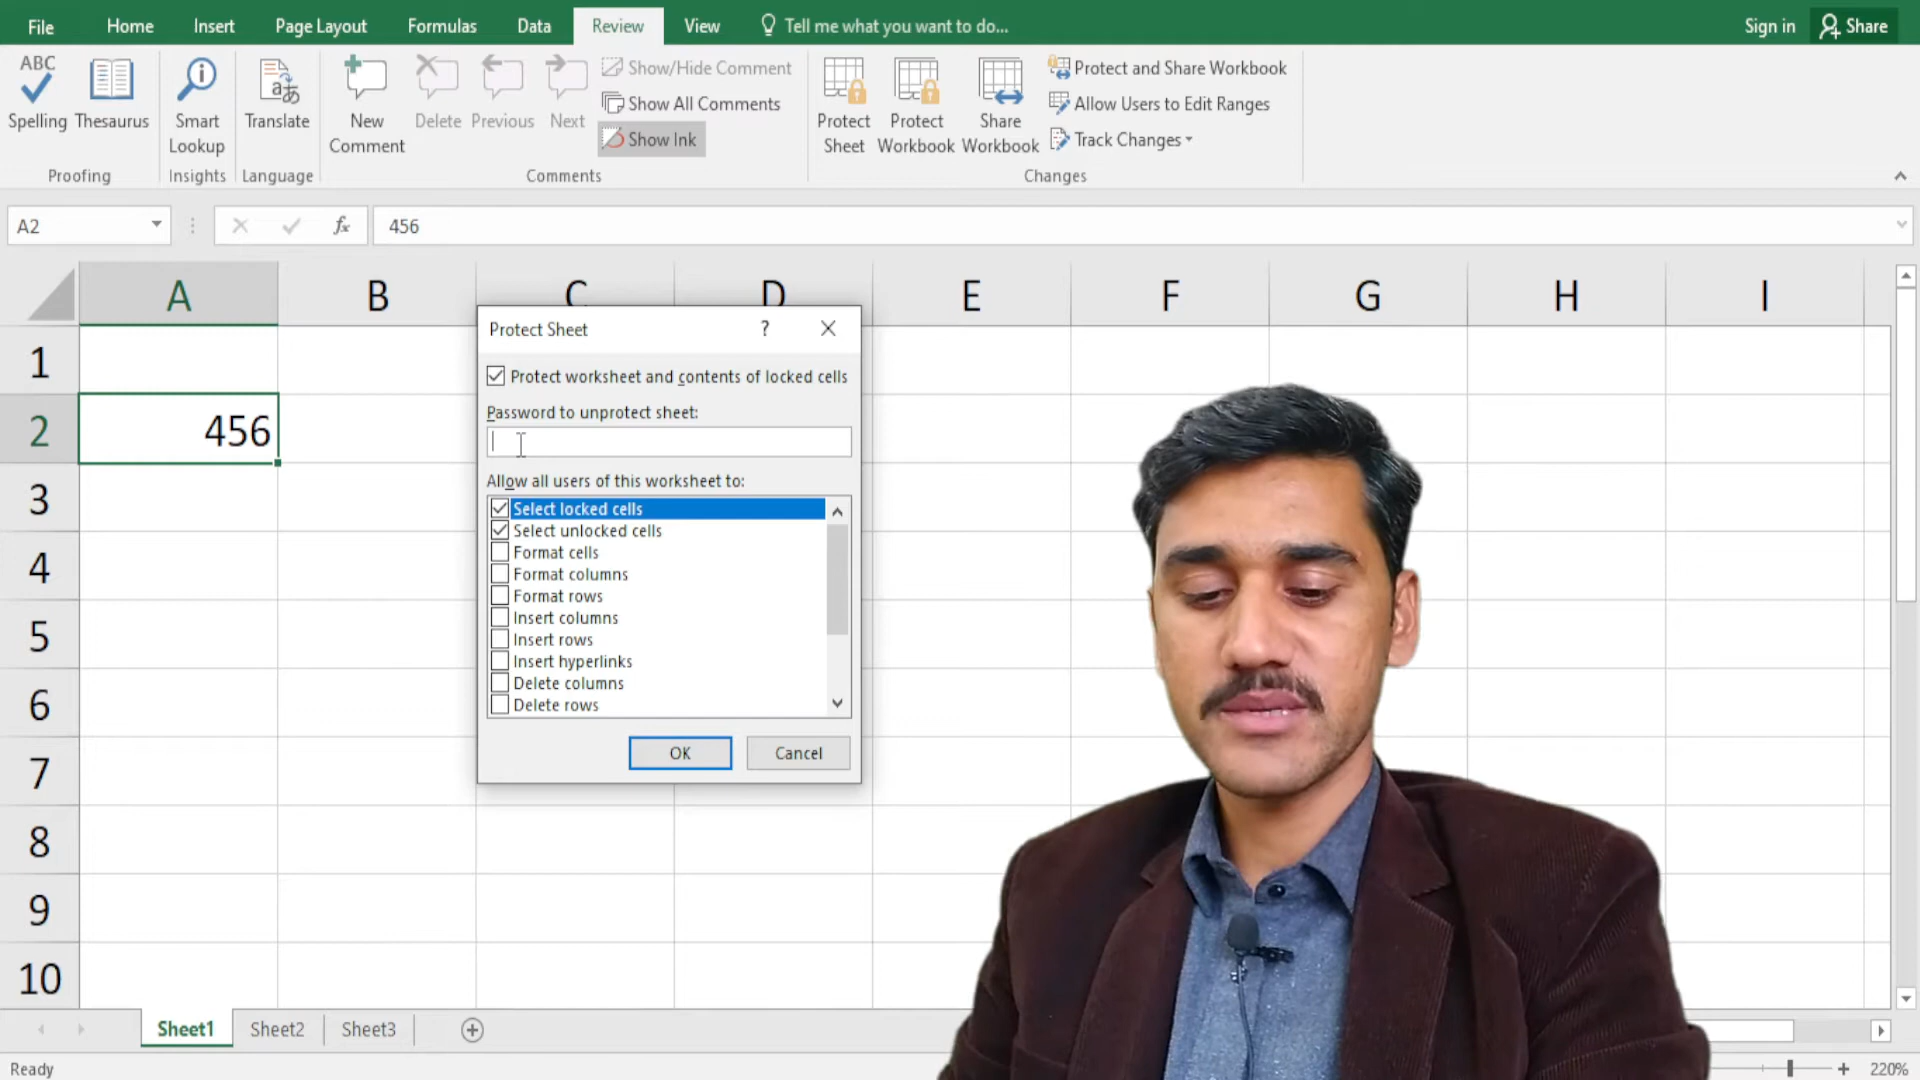 File Home Insert Page Layout Formulas Data Review View Tell me what you want to do... Sign in Share
ABC
Spelling Thesaurus Smart Lookup Translate New Comment Delete Previous Next
Show/Hide Comment
Show All Comments
Show Ink
Protect Sheet Protect Workbook Share Workbook
Protect and Share Workbook
Allow Users to Edit Ranges
Track Changes
Proofing Insights Language Comments Changes
A2 fx 456
A B C D E F G H I
1
2 456
3
4
5
6
7
8
9
10
Protect Sheet ?
Protect worksheet and contents of locked cells
Password to unprotect sheet:
Allow all users of this worksheet to:
Select locked cells
Select unlocked cells
Format cells
Format columns
Format rows
Insert columns
Insert rows
Insert hyperlinks
Delete columns
Delete rows
OK Cancel
Sheet1 Sheet2 Sheet3
Ready 220%